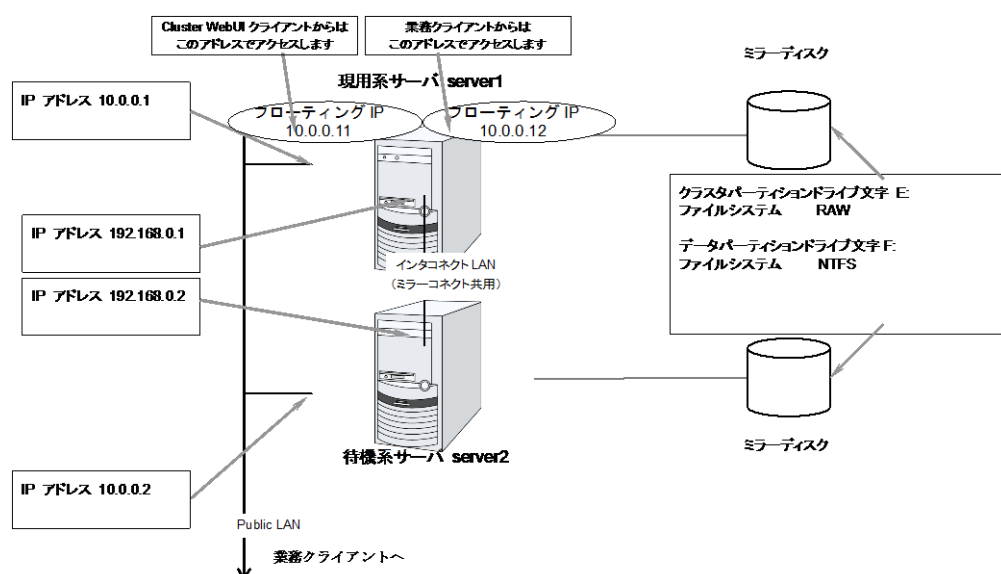 Cluster WebUI クライアントからは
このアドレスでアクセスします
業務クライアントからは
このアドレスでアクセスします
ミラーディスク
現用系サーバ server1
IP アドレス 10.0.0.1
フローティング IP
10.0.0.11
フローティング IP
10.0.0.12
クラスタパーティションドライブ文字 E:
ファイルシステム RAW
データパーティションドライブ文字 F:
ファイルシステム NTFS
IP アドレス 192.168.0.1
インタコネクト LAN
(ミラーコネクト共用)
IP アドレス 192.168.0.2
ミラーディスク
待機系サーバ server2
IP アドレス 10.0.0.2
Public LAN
業務クライアントへ